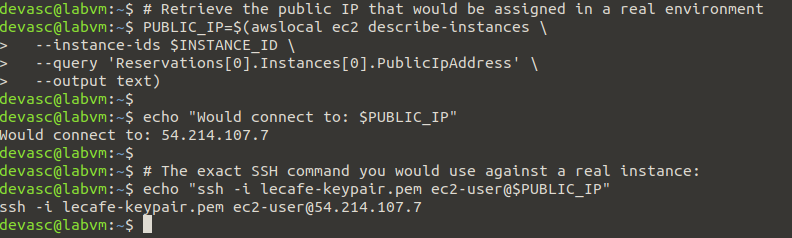 devasc@labvm:~$ # Retrieve the public IP that would be assigned in a real environment
devasc@labvm:~$ PUBLIC_IP=$(awslocal ec2 describe-instances \
>   --instance-ids $INSTANCE_ID \
>   --query 'Reservations[0].Instances[0].PublicIpAddress' \
>   --output text)
devasc@labvm:~$
devasc@labvm:~$ echo "Would connect to: $PUBLIC_IP"
Would connect to: 54.214.107.7
devasc@labvm:~$
devasc@labvm:~$ # The exact SSH command you would use against a real instance:
devasc@labvm:~$ echo "ssh -i lecafe-keypair.pem ec2-user@$PUBLIC_IP"
ssh -i lecafe-keypair.pem ec2-user@54.214.107.7
devasc@labvm:~$